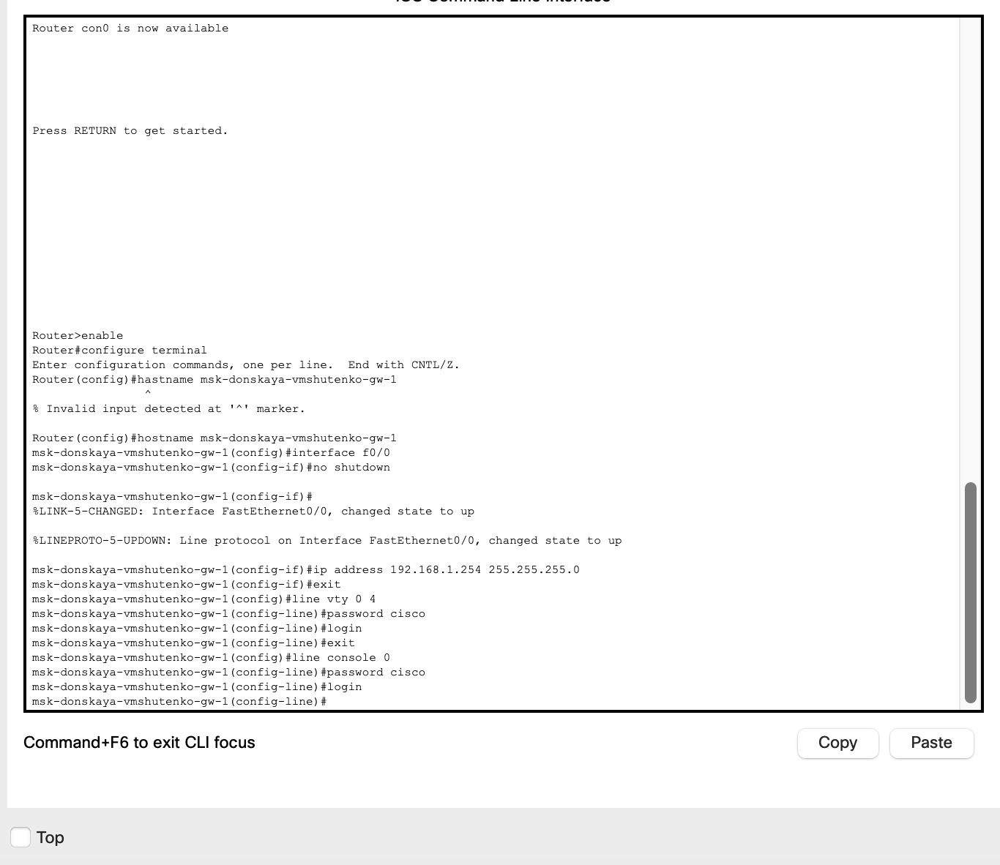 IOS Command Line Interface
Router con0 is now available
Press RETURN to get started.
Router>enable
Router#configure terminal
Enter configuration commands, one per line.  End with CNTL/Z.
Router(config)#hastname msk-donskaya-vmshutenko-gw-1
^
% Invalid input detected at '^' marker.
Router(config)#hostname msk-donskaya-vmshutenko-gw-1
msk-donskaya-vmshutenko-gw-1(config)#interface f0/0
msk-donskaya-vmshutenko-gw-1(config-if)#no shutdown
msk-donskaya-vmshutenko-gw-1(config-if)#
%LINK-5-CHANGED: Interface FastEthernet0/0, changed state to up
%LINEPROTO-5-UPDOWN: Line protocol on Interface FastEthernet0/0, changed state to up
msk-donskaya-vmshutenko-gw-1(config-if)#ip address 192.168.1.254 255.255.255.0
msk-donskaya-vmshutenko-gw-1(config-if)#exit
msk-donskaya-vmshutenko-gw-1(config)#line vty 0 4
msk-donskaya-vmshutenko-gw-1(config-line)#password cisco
msk-donskaya-vmshutenko-gw-1(config-line)#login
msk-donskaya-vmshutenko-gw-1(config-line)#exit
msk-donskaya-vmshutenko-gw-1(config)#line console 0
msk-donskaya-vmshutenko-gw-1(config-line)#password cisco
msk-donskaya-vmshutenko-gw-1(config-line)#login
msk-donskaya-vmshutenko-gw-1(config-line)#
Command+F6 to exit CLI focus
Copy
Paste
Top